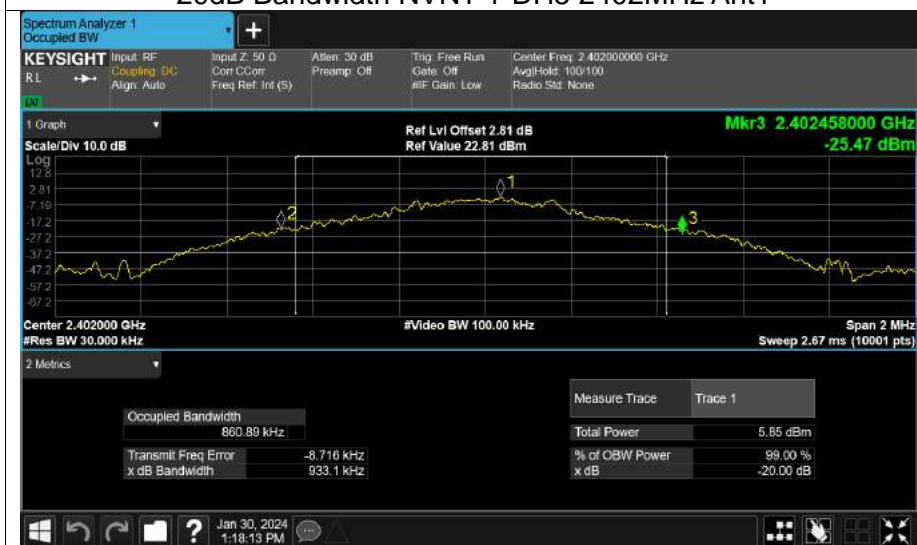 20dB Bandwidth NVNT 1-DH5 2402MHz Ant1
Spectrum Analyzer 1
Occupied BW
+
KEYSIGHT Input: RF Input Z: 50 Ω Atten: 30 dB Trig: Free Run Center Freq: 2.402000000 GHz
R L Coupling: DC Corr CCorr Preamp: Off Gate: Off Avg|Hold: 100/100
Align: Auto Freq Ref: Int (S) #IF Gain: Low Radio Std: None
1 Graph
Ref Lvl Offset 2.81 dB
Mkr3 2.402458000 GHz
Scale/Div 10.0 dB
Ref Value 22.81 dBm
-25.47 dBm
Log
12.8
2.81
-7.19
-17.2
-27.2
-37.2
-47.2
-57.2
-67.2
1
2
3
Center 2.402000 GHz #Video BW 100.00 kHz Span 2 MHz
#Res BW 30.000 kHz Sweep 2.67 ms (10001 pts)
2 Metrics
Measure Trace Trace 1
Occupied Bandwidth
860.89 kHz
Total Power 5.85 dBm
Transmit Freq Error -8.716 kHz
% of OBW Power 99.00 %
x dB Bandwidth 933.1 kHz
x dB -20.00 dB
?
Jan 30, 2024
1:18:13 PM